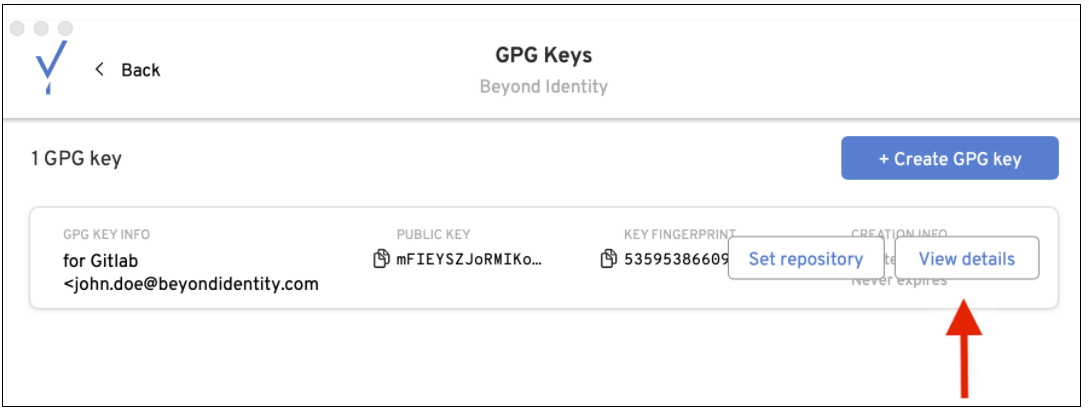 GPG Keys
Back
Beyond Identity
1 GPG key
+ Create GPG key
GPG KEY INFO
PUBLIC KEY
KEY FINGERPRINT
CREATION INFO
for Gitlab
mFIEYSZJoRMIKo…
53595386609
Set repository
View details
<john.doe@beyondidentity.com
Never expires